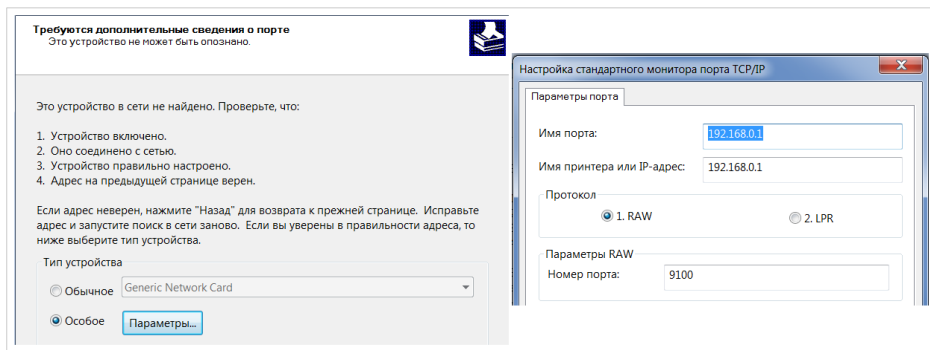 Требуются дополнительные сведения о порте
Это устройство не может быть опознано.
Это устройство в сети не найдено. Проверьте, что:
1. Устройство включено.
2. Оно соединено с сетью.
3. Устройство правильно настроено.
4. Адрес на предыдущей странице верен.
Если адрес неверен, нажмите "Назад" для возврата к прежней странице. Исправьте
адрес и запустите поиск в сети заново. Если вы уверены в правильности адреса, то
ниже выберите тип устройства.
Тип устройства
Обычное Generic Network Card
Особое Параметры...
Настройка стандартного монитора порта TCP/IP
Параметры порта
Имя порта: 192.168.0.1
Имя принтера или IP-адрес: 192.168.0.1
Протокол
1. RAW 2. LPR
Параметры RAW
Номер порта: 9100